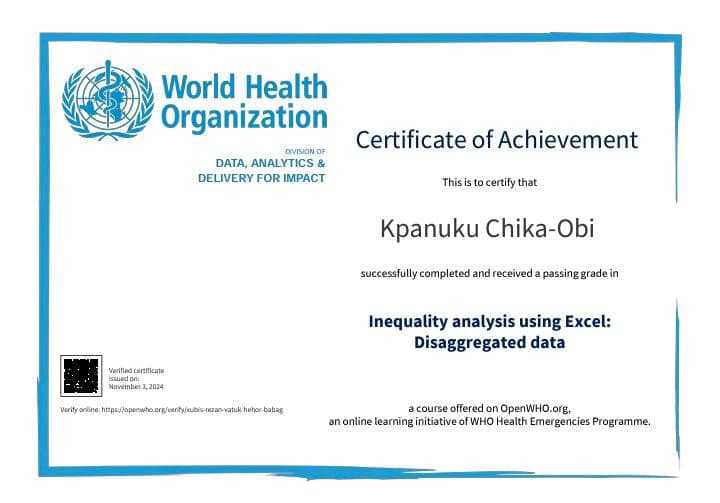 World Health
Organization
DIVISION OF
DATA, ANALYTICS &
DELIVERY FOR IMPACT
Certificate of Achievement
This is to certify that
Kpanuku Chika-Obi
successfully completed and received a passing grade in
Inequality analysis using Excel:
Disaggregated data
Verified certificate
issued on:
November 3, 2024
Verify online: https://openwho.org/verify/xubis-rezan-vatuk-hehor-babag
a course offered on OpenWHO.org,
an online learning initiative of WHO Health Emergencies Programme.